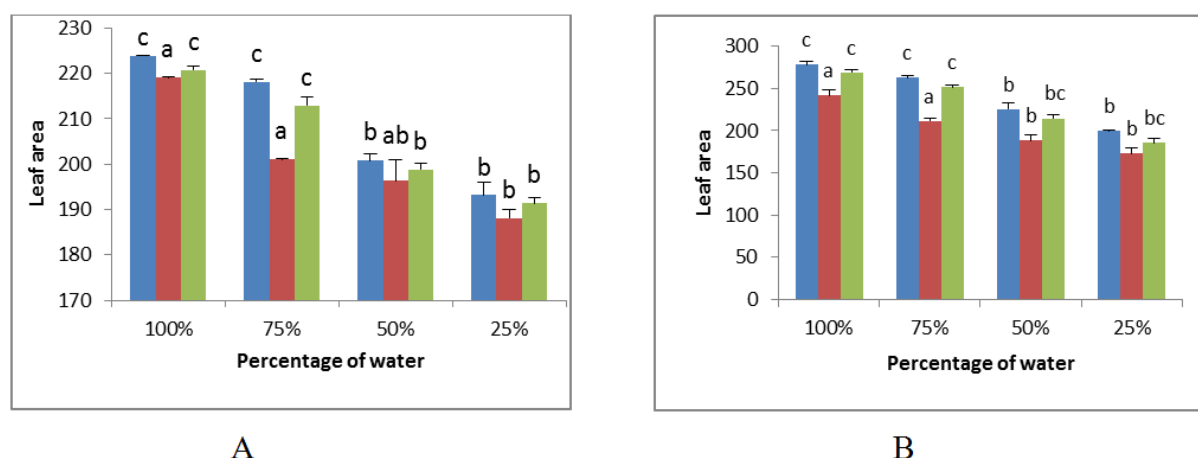 230
220
210
200
190
180
170
Leaf area
c a c
c a c
b ab b
b b b
100% 75% 50% 25%
Percentage of water
A
300
250
200
150
100
50
0
Leaf area
c a c
c a c
b b bc
b b bc
100% 75% 50% 25%
Percentage of water
B